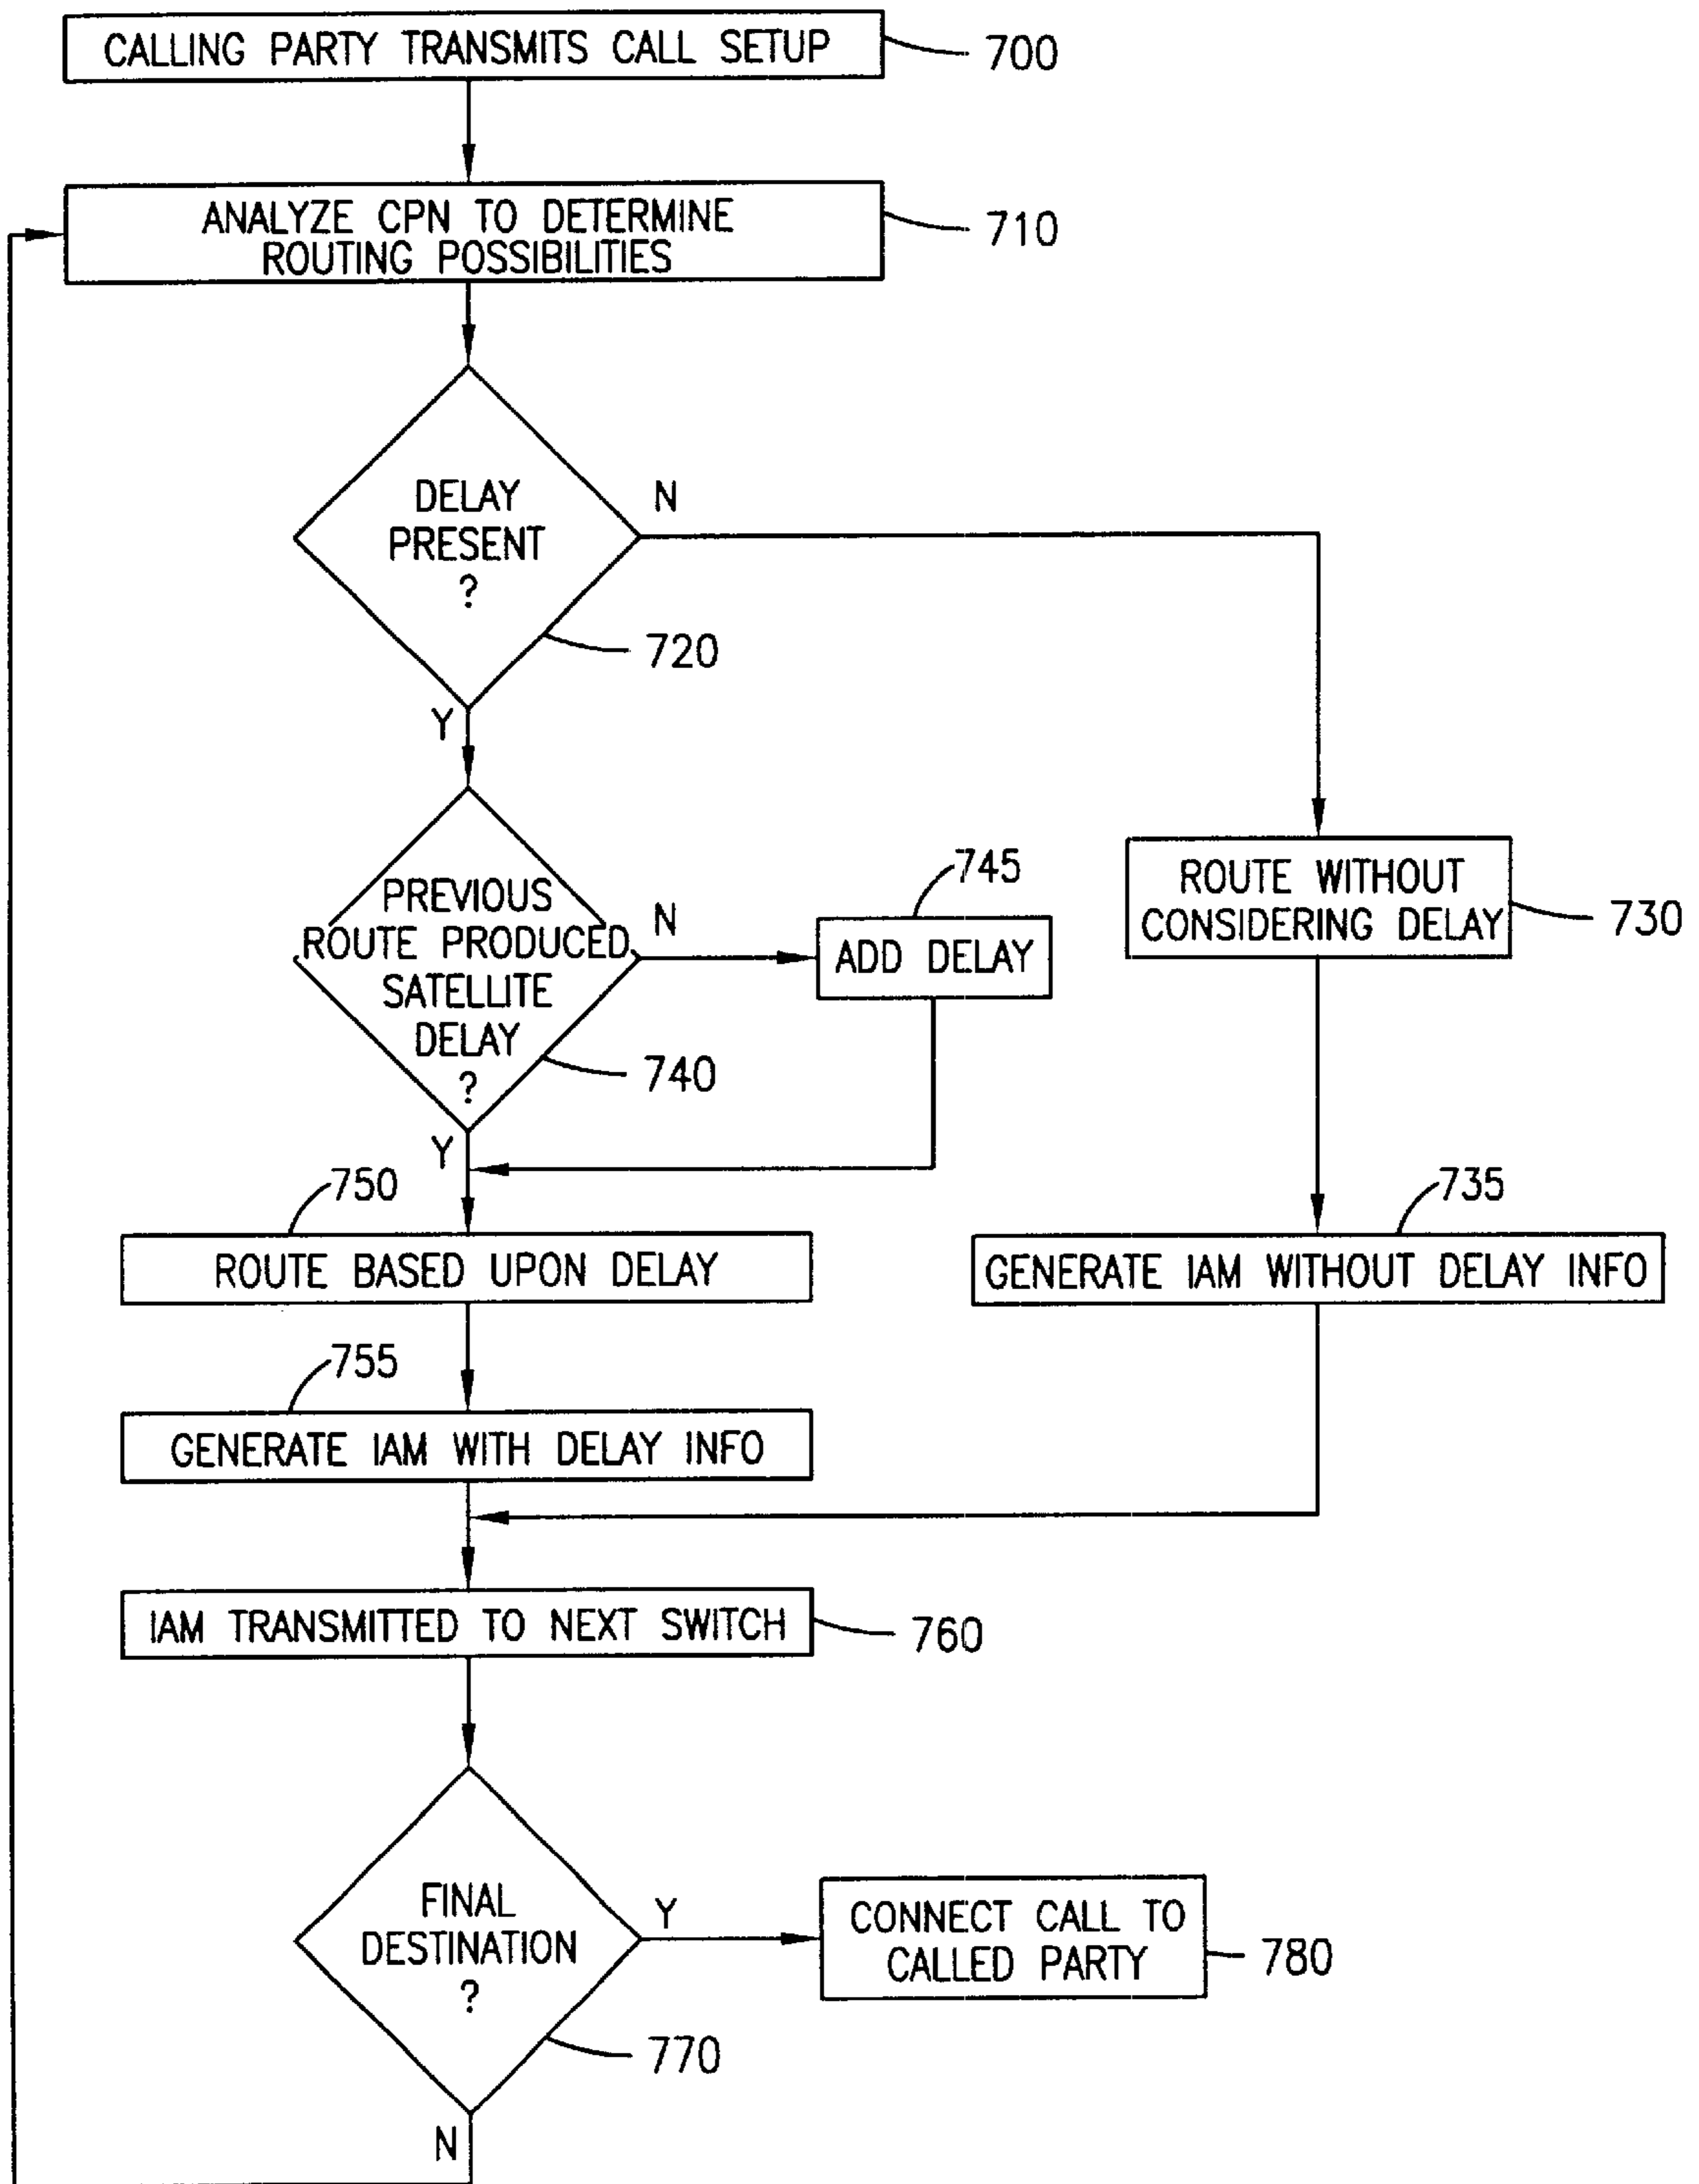 CALLING PARTY TRANSMITS CALL SETUP
700
ANALYZE CPN TO DETERMINE
ROUTING POSSIBILITIES
710
DELAY
PRESENT
?
N
720
Y
PREVIOUS
ROUTE PRODUCED
SATELLITE
DELAY
?
N
745
ADD DELAY
740
ROUTE WITHOUT
CONSIDERING DELAY
730
Y
750
ROUTE BASED UPON DELAY
735
GENERATE IAM WITHOUT DELAY INFO
755
GENERATE IAM WITH DELAY INFO
IAM TRANSMITTED TO NEXT SWITCH
760
FINAL
DESTINATION
?
Y
CONNECT CALL TO
CALLED PARTY
780
770
N